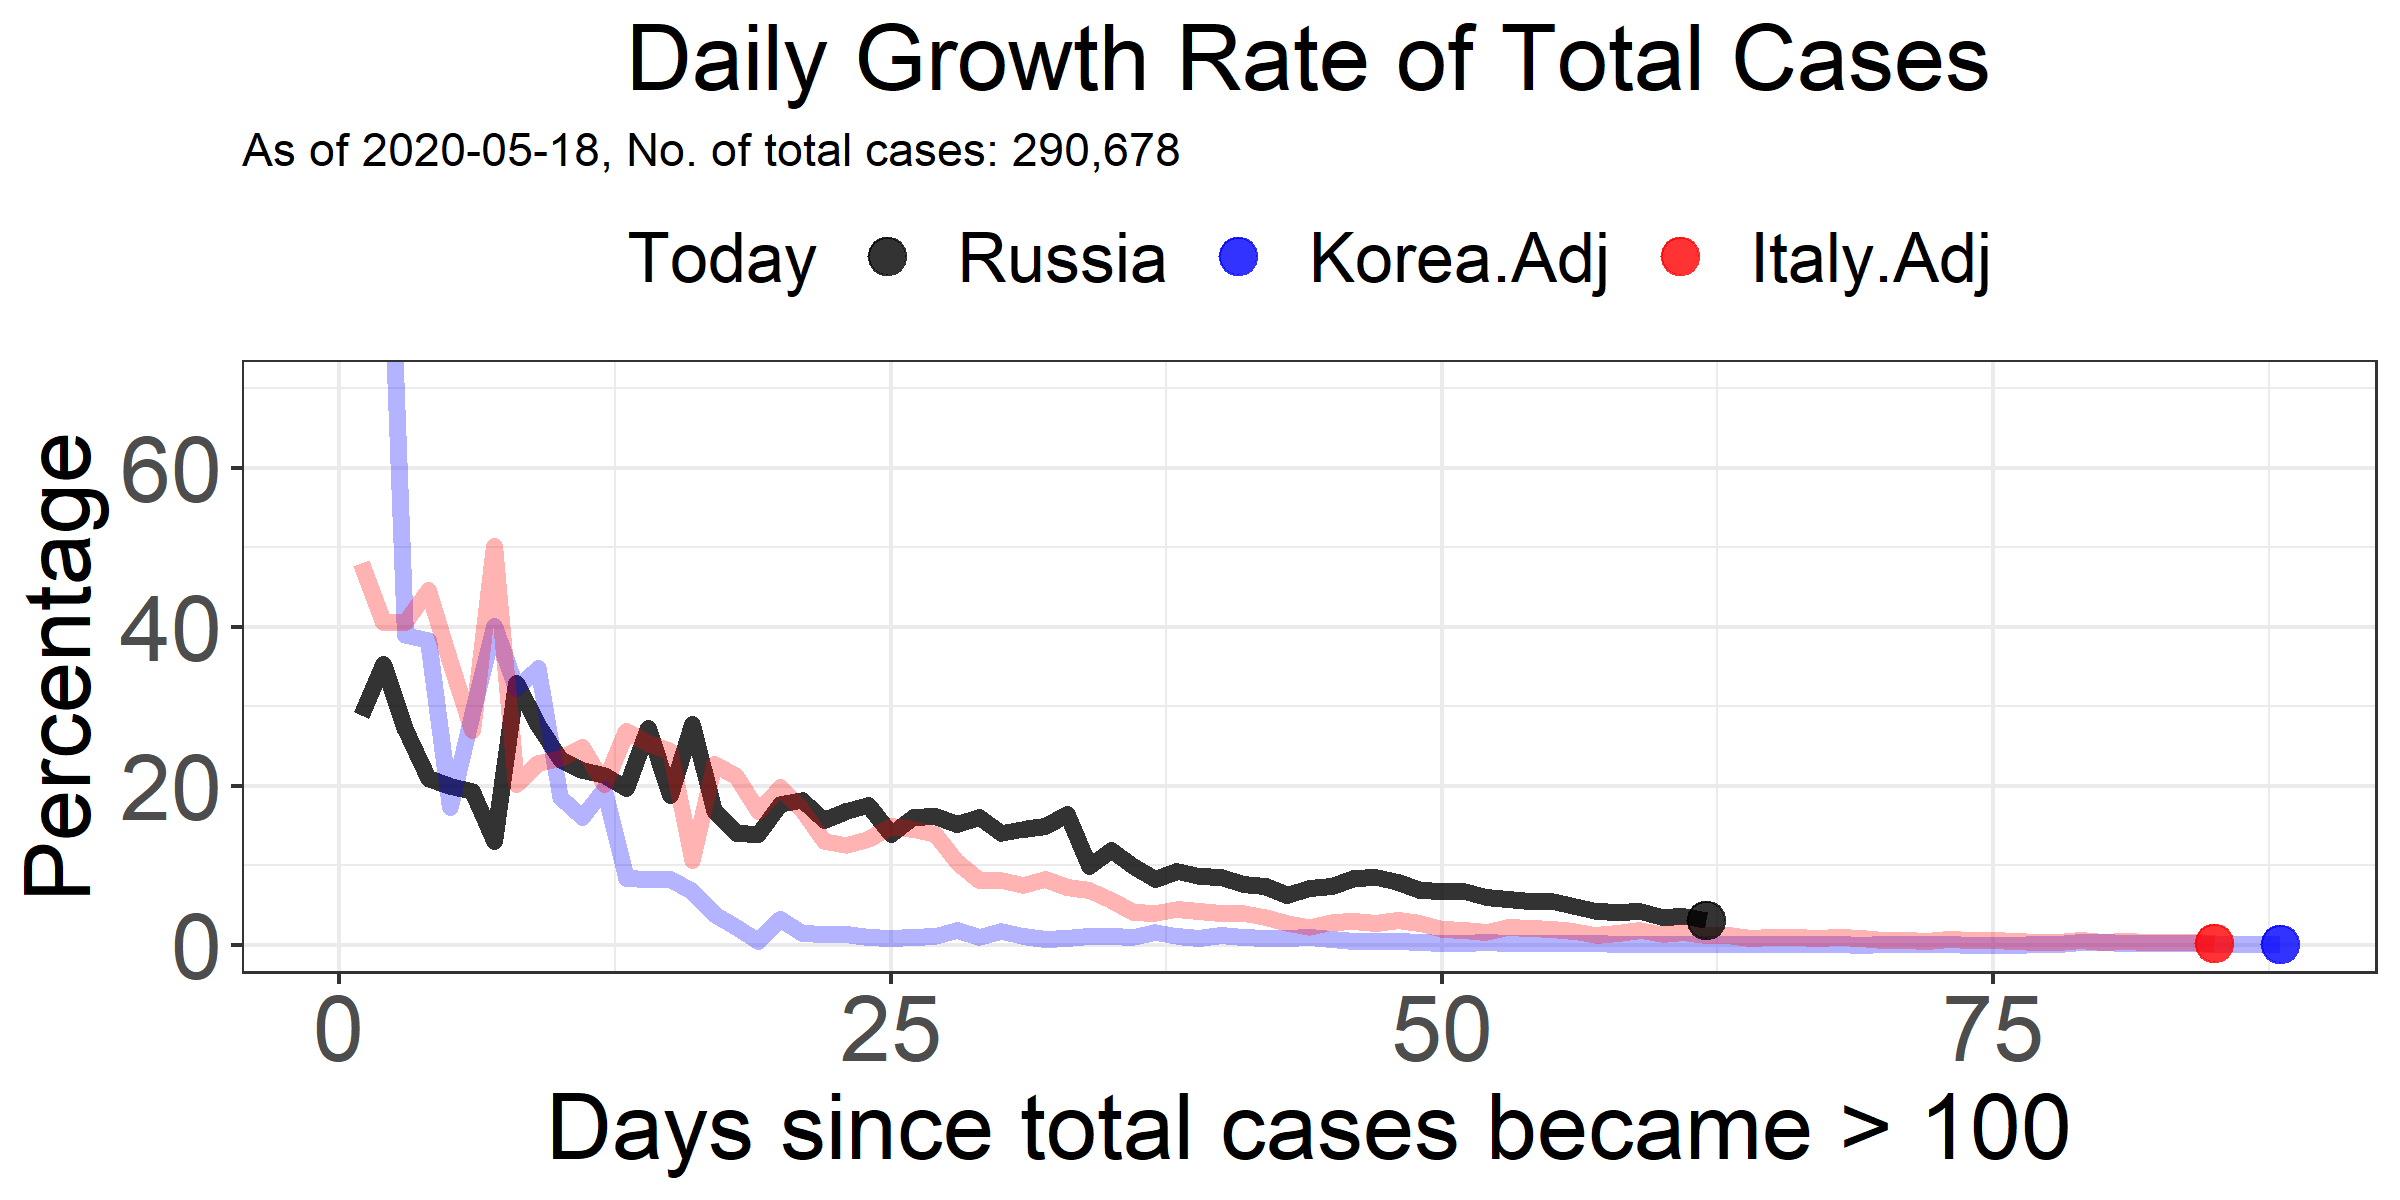 Daily Growth Rate of Total Cases
As of 2020-05-18, No. of total cases: 290,678
Today Russia Korea.Adj Italy.Adj
Percentage
60
40
20
0
0 25 50 75
Days since total cases became > 100